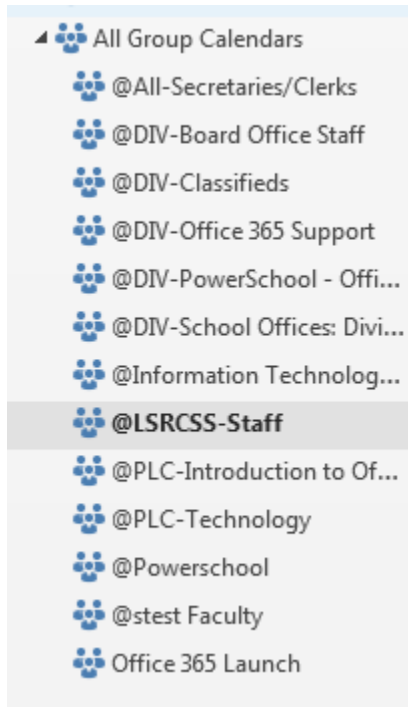 All Group Calendars
@All-Secretaries/Clerks
@DIV-Board Office Staff
@DIV-Classifieds
@DIV-Office 365 Support
@DIV-PowerSchool - Offi...
@DIV-School Offices: Divi...
@Information Technolog...
@LSRCSS-Staff
@PLC-Introduction to Of...
@PLC-Technology
@Powerschool
@stest Faculty
Office 365 Launch